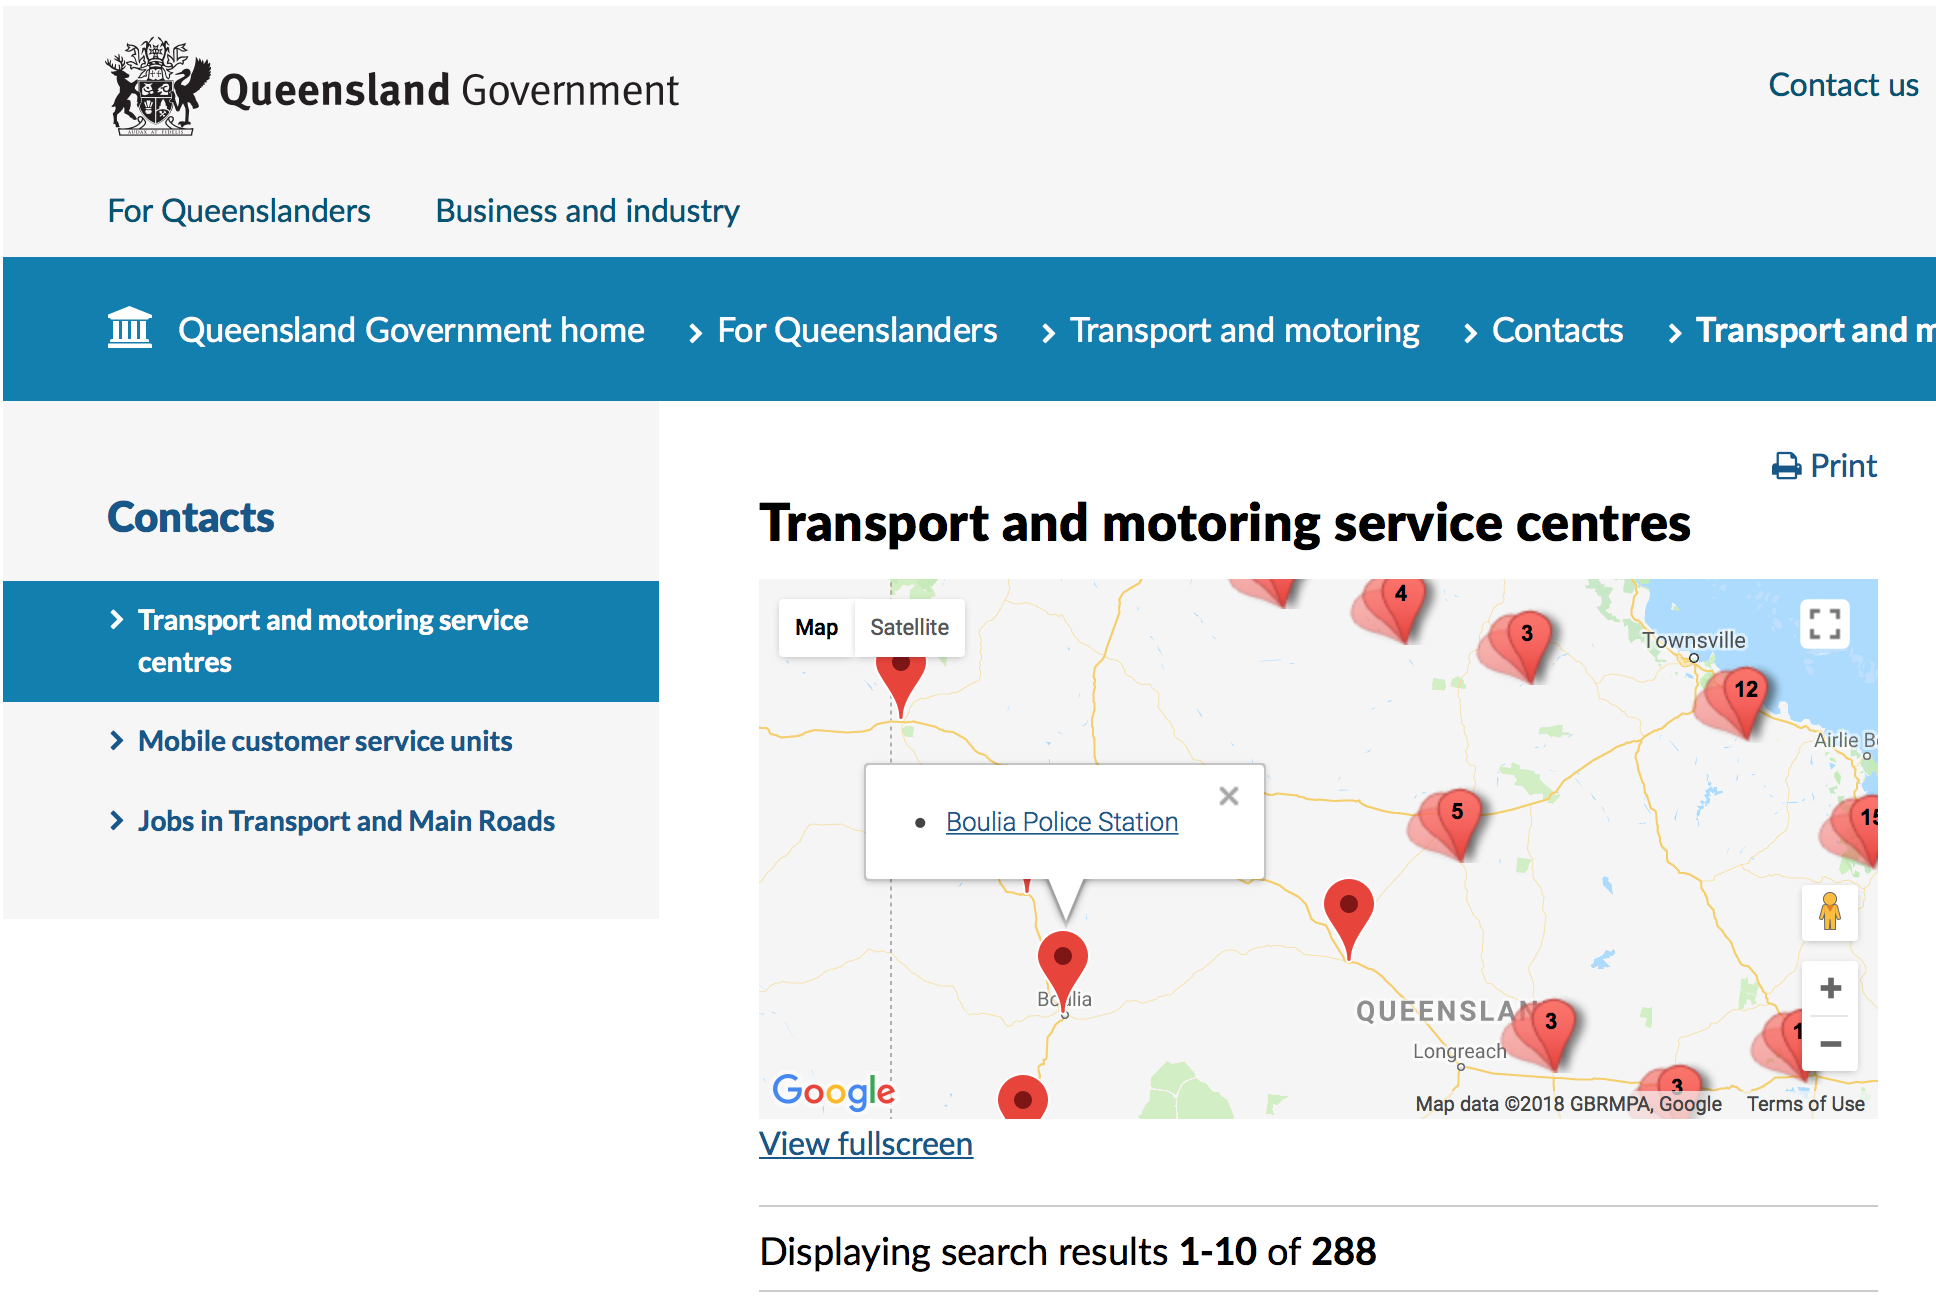 Queensland Government
Contact us
For Queenslanders
Business and industry
Queensland Government home
For Queenslanders
Transport and motoring
Contacts
Transport and m
Contacts
Transport and motoring service
centres
Mobile customer service units
Jobs in Transport and Main Roads
Print
Transport and motoring service centres
Map
Satellite
4
3
Townsville
12
Airlie B
15
5
Boulia Police Station
Boulia
QUEENSLAN
3
Longreach
1
3
Google
Map data ©2018 GBRMPA, Google
Terms of Use
View fullscreen
Displaying search results 1-10 of 288